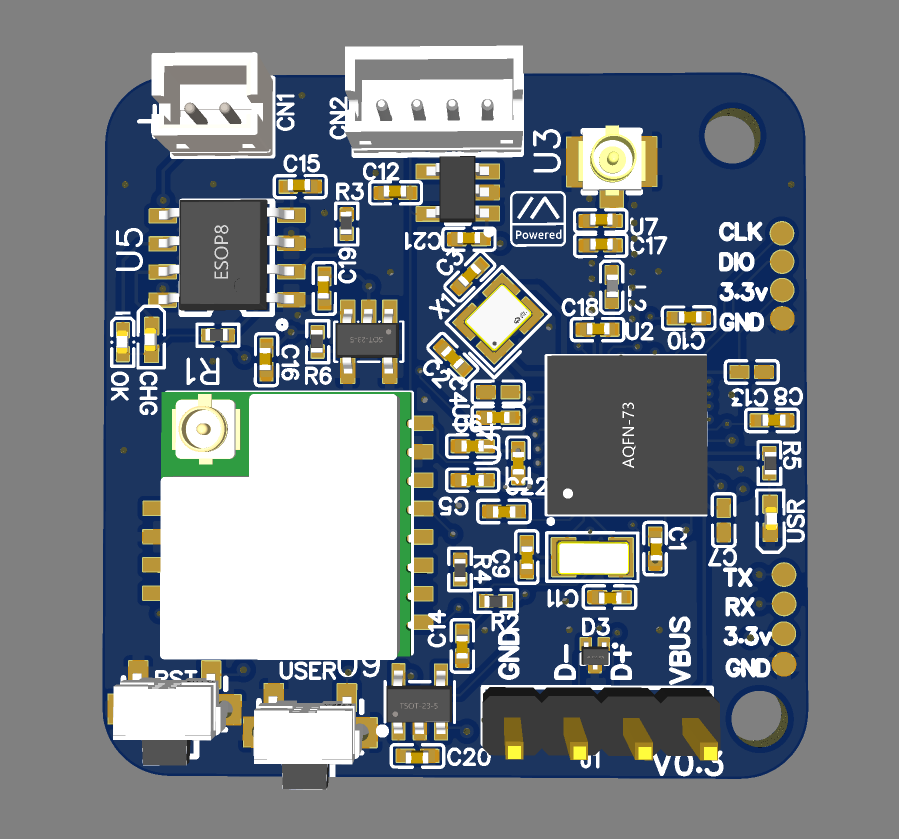 CN1
CN2
U3
C15
C12
R3
U7
C21
C17
Powered
CLK
U5
ESOP8
C19
C3
DIO
3.3v
L2
X1
C18
U2
GND
C10
SOT-23-5
OK
CHG
R1
C16
R6
C2
C13
C8
AQFN-73
R5
C22
C5
USR
C7
C1
R4
C9
TX
C11
RX
R2
C14
D3
3.3v
GND
D-
D+
VBUS
GND
RST
USER
U9
TSOT-23-5
C20
J1
V0.3